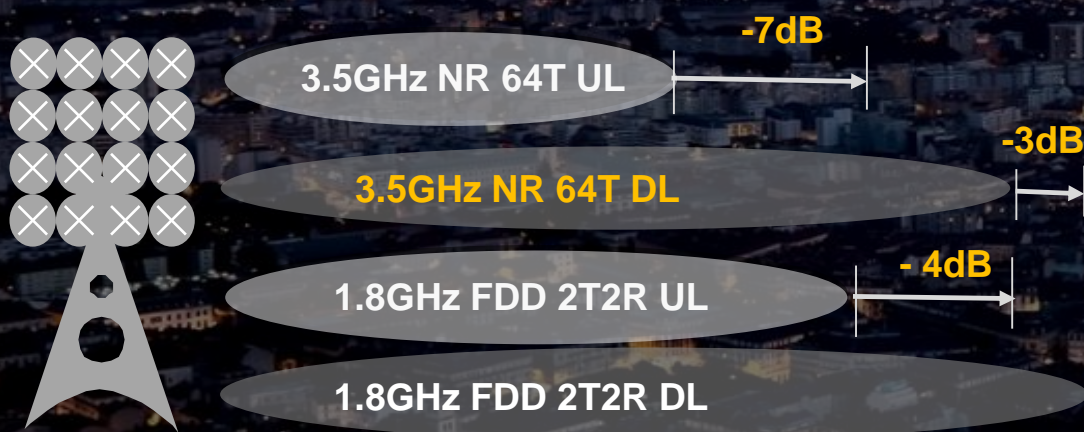 -7dB
3.5GHz NR 64T UL
-3dB
3.5GHz NR 64T DL
- 4dB
1.8GHz FDD 2T2R UL
1.8GHz FDD 2T2R DL